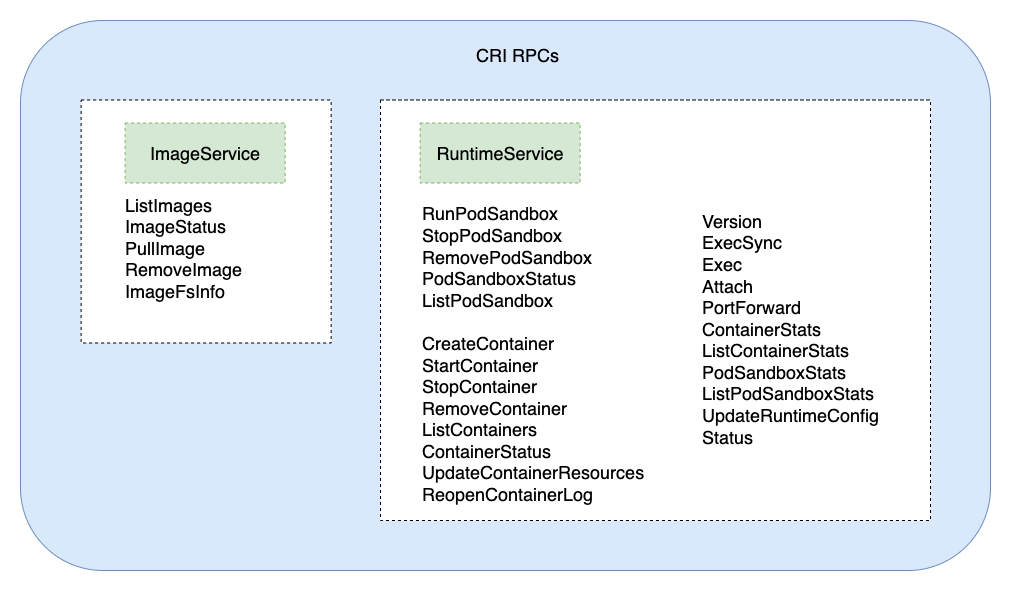 CRI RPCs
ImageService
ListImages
ImageStatus
PullImage
RemoveImage
ImageFsInfo
RuntimeService
RunPodSandbox
StopPodSandbox
RemovePodSandbox
PodSandboxStatus
ListPodSandbox
CreateContainer
StartContainer
StopContainer
RemoveContainer
ListContainers
ContainerStatus
UpdateContainerResources
ReopenContainerLog
Version
ExecSync
Exec
Attach
PortForward
ContainerStats
ListContainerStats
PodSandboxStats
ListPodSandboxStats
UpdateRuntimeConfig
Status